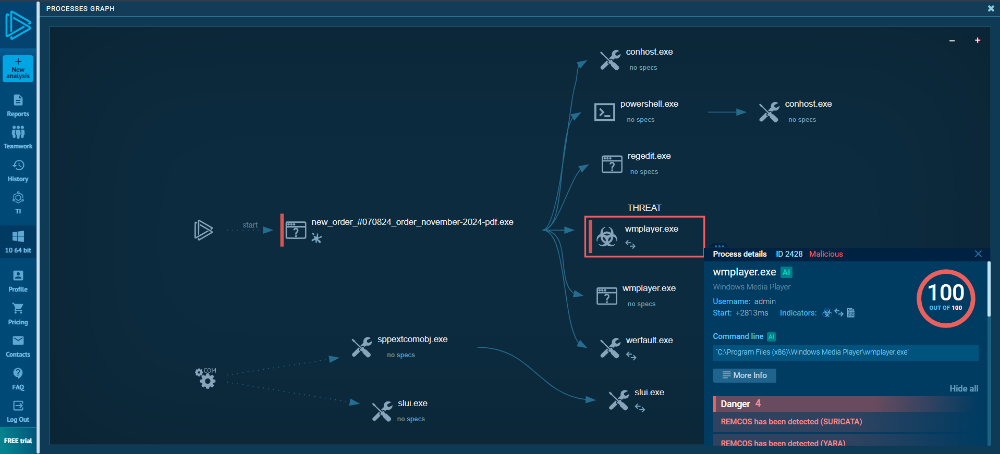 PROCESSES GRAPH
New
analysis
Reports
Teamwork
History
TI
10 64 bit
Profile
Pricing
Contacts
FAQ
Log Out
FREE trial
conhost.exe
no specs
powershell.exe
no specs
conhost.exe
no specs
regedit.exe
no specs
start
new_order_#070824_order_november-2024-pdf.exe
THREAT
wmplayer.exe
wmplayer.exe
no specs
werfault.exe
sppextcomobj.exe
no specs
COM
slui.exe
slui.exe
no specs
Process details ID 2428 Malicious
wmplayer.exe AI
Windows Media Player
Username: admin
Start: +2813ms Indicators:
100
OUT OF 100
Command line AI
"C:\Program Files (x86)\Windows Media Player\wmplayer.exe"
More Info
Hide all
Danger 4
REMCOS has been detected (SURICATA)
REMCOS has been detected (YARA)